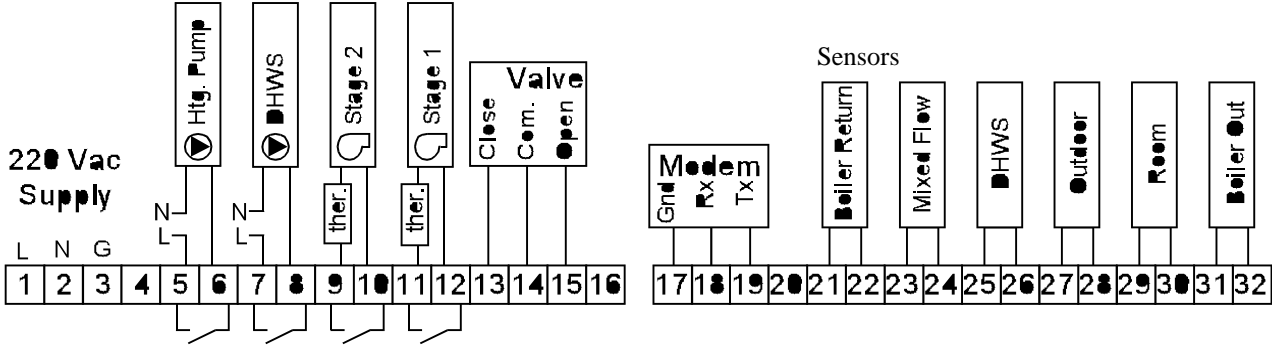 Htg. Pump
DHWS
Stage 2
Stage 1
Valve
Close
Com.
Open
Sensors
Boiler Return
Mixed Flow
DHWS
Outdoor
Room
Boiler Out
220 Vac
Supply
Modem
Gnd
Rx
Tx
N
L
N
L
ther.
ther.
L N G
1 2 3 4 5 6 7 8 9 10 11 12 13 14 15 16
17 18 19 20 21 22 23 24 25 26 27 28 29 30 31 32